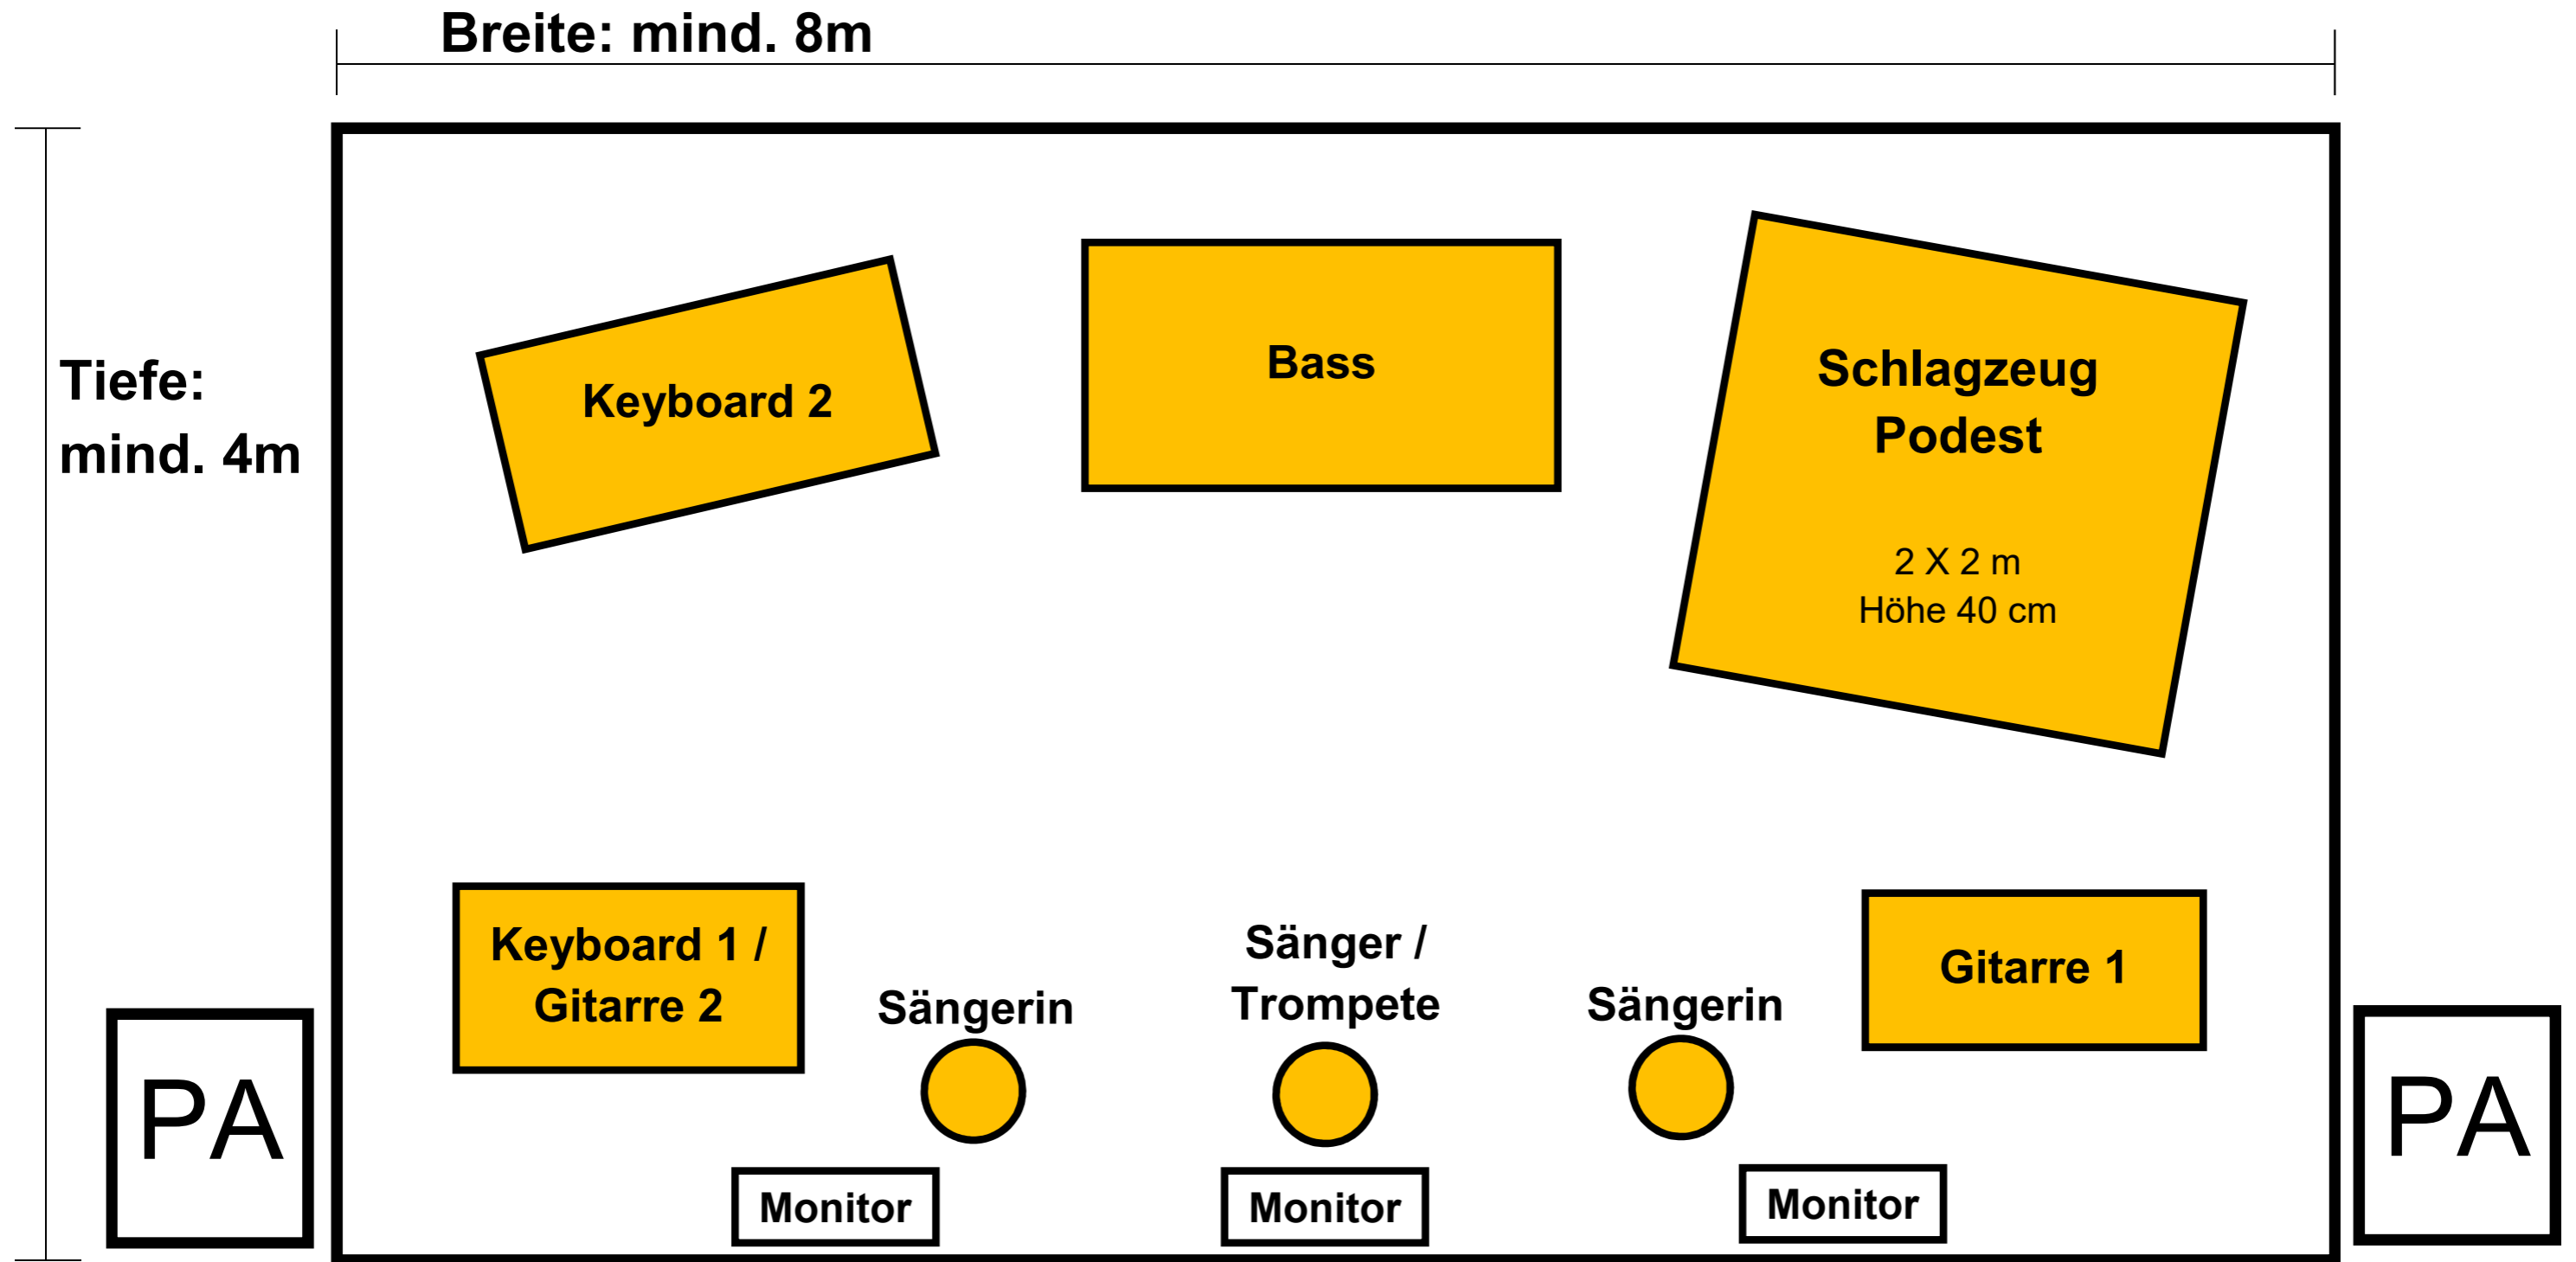 Breite: mind. 8m
Tiefe:
mind. 4m
Keyboard 2
Bass
Schlagzeug
Podest
2 X 2 m
Höhe 40 cm
Keyboard 1 /
Gitarre 2
Sängerin
Sänger /
Trompete
Sängerin
Gitarre 1
PA
PA
Monitor
Monitor
Monitor